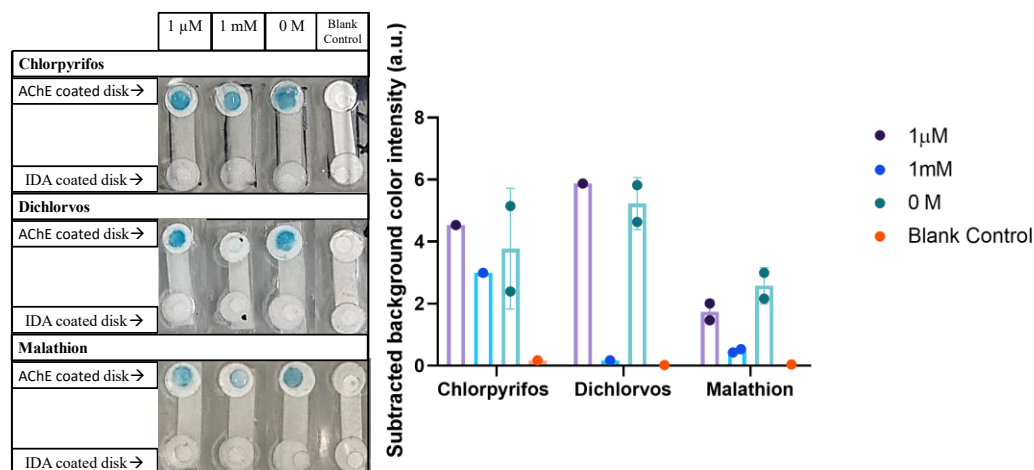 1 µM 1 mM 0 M Blank Control
Chlorpyrifos
AChE coated disk→
IDA coated disk→
Dichlorvos
AChE coated disk→
IDA coated disk→
Malathion
AChE coated disk→
IDA coated disk→
Subtracted background color intensity (a.u.)
8
6
4
2
0
Chlorpyrifos Dichlorvos Malathion
1µM
1mM
0 M
Blank Control